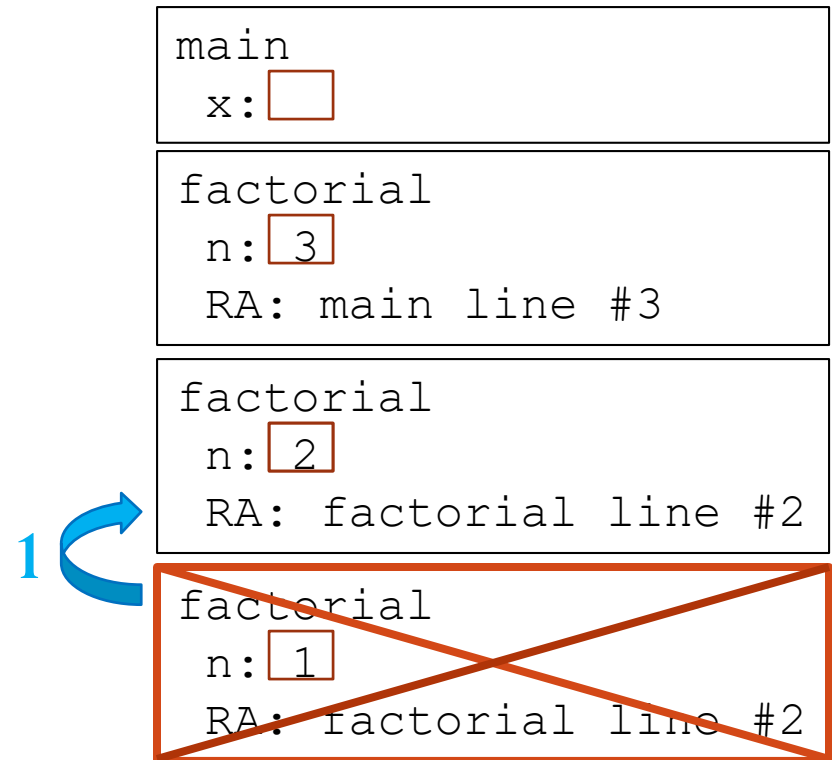 main
x:
factorial
n: 3
RA: main line #3
factorial
n: 2
RA: factorial line #2
1
factorial
n: 1
RA: factorial line #2